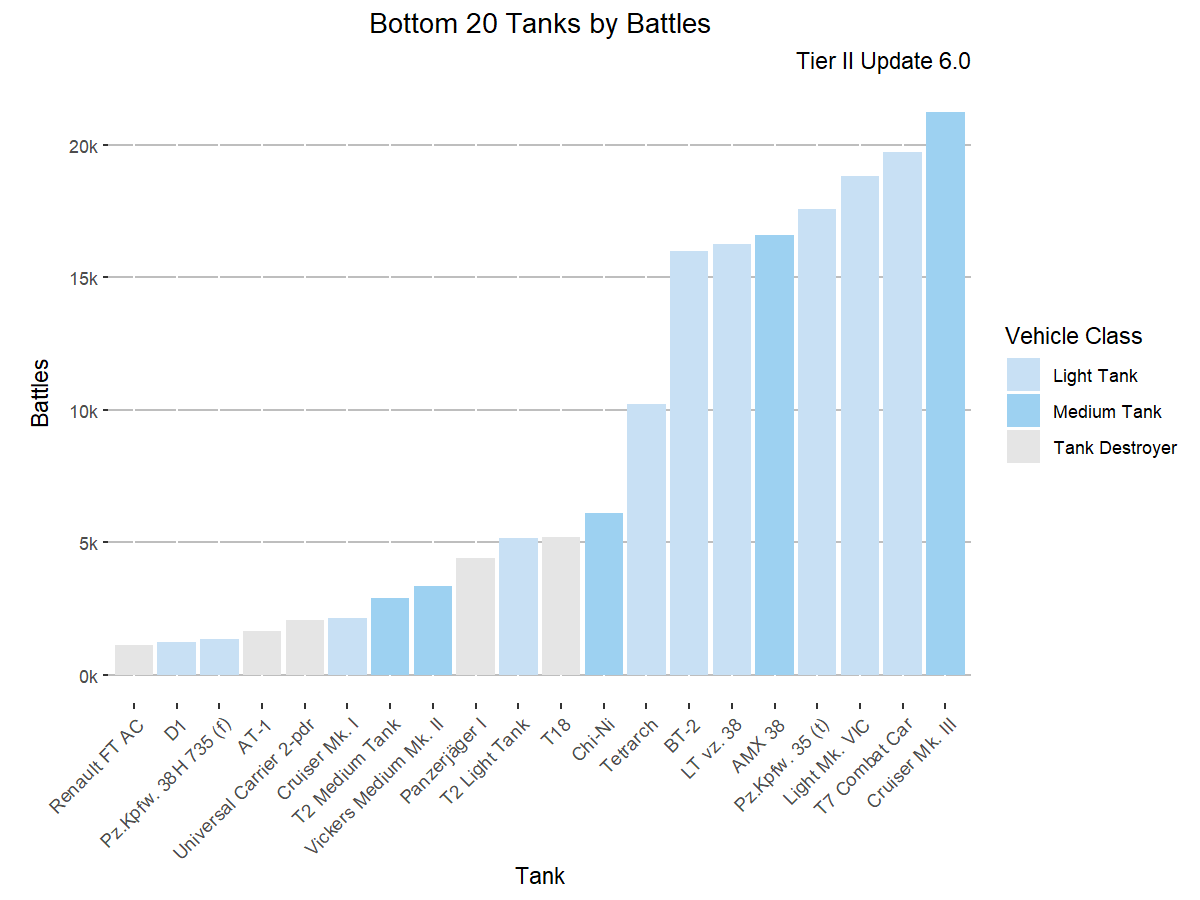 Bottom 20 Tanks by Battles
Tier II Update 6.0
Battles
20k
15k
10k
5k
0k
Renault FT AC
D1
Pz.Kpfw. 38H 735 (f)
AT-1
Universal Carrier 2-pdr
Cruiser Mk. I
T2 Medium Tank
Vickers Medium Mk. II
Panzerjäger I
T2 Light Tank
T18
Chi-Ni
Tetrarch
BT-2
LT vz. 38
AMX 38
Pz.Kpfw. 35 (t)
Light Mk. VIC
T7 Combat Car
Cruiser Mk. III
Tank
Vehicle Class
Light Tank
Medium Tank
Tank Destroyer